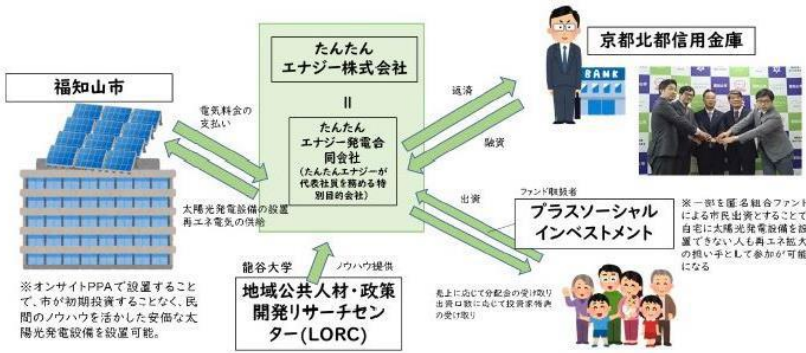 福知山市
電気料金の
支払い
太陽光発電設備の設置
再エネ電気の供給
※オンサイトPPAで設置すること
で、市が初期投資することなく、民
間のノウハウを活かした安価な太
陽光発電設備を設置可能。
たんたん
エナジー株式会社
=
たんたん
エナジー発電合
同会社
(たんたんエナジーが
代表社員を務める特
別目的会社)
龍谷大学
ノウハウ提供
地域公共人材・政策
開発リサーチセン
ター(LORC)
返済
融資
出資
BANK
京都北都信用金庫
ファンド取扱者
プラスソーシャル
インベストメント
※一部を匿名組合ファンド
による市民出資とすることで
自宅に太陽光発電設備を設
置できない人も再エネ拡大
の担い手として参加が可能
になる
売上に応じて分配金の受け取り
出資口数に応じて投資家特典
の受け取り